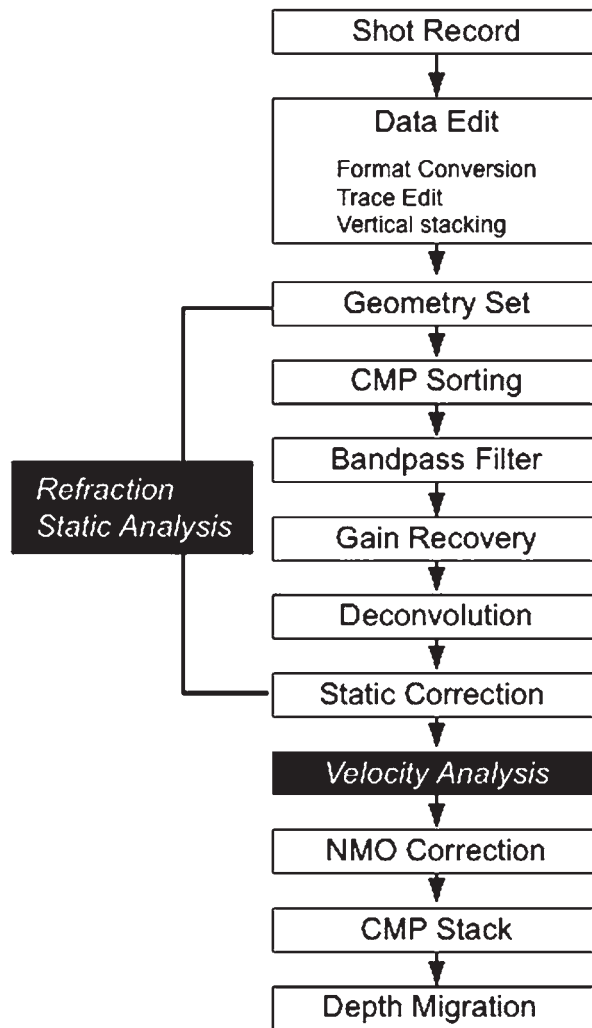 Shot Record
Data Edit
Format Conversion
Trace Edit
Vertical stacking
Geometry Set
CMP Sorting
Bandpass Filter
Refraction
Static Analysis
Gain Recovery
Deconvolution
Static Correction
Velocity Analysis
NMO Correction
CMP Stack
Depth Migration